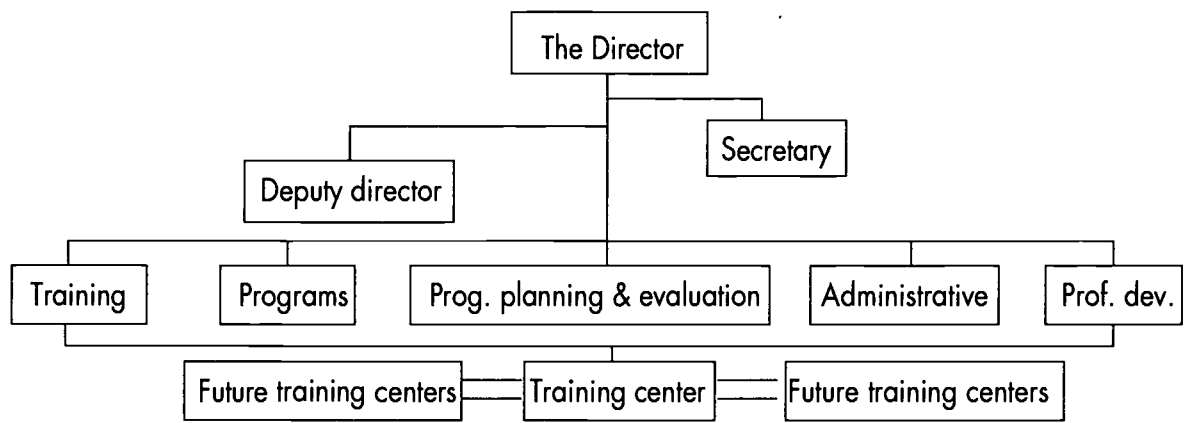 The Director
Secretary
Deputy director
Training
Programs
Prog. planning & evaluation
Administrative
Prof. dev.
Future training centers
Training center
Future training centers